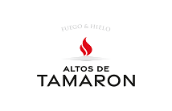 FUEGO & HIELO
ALTOS DE
TAMARON